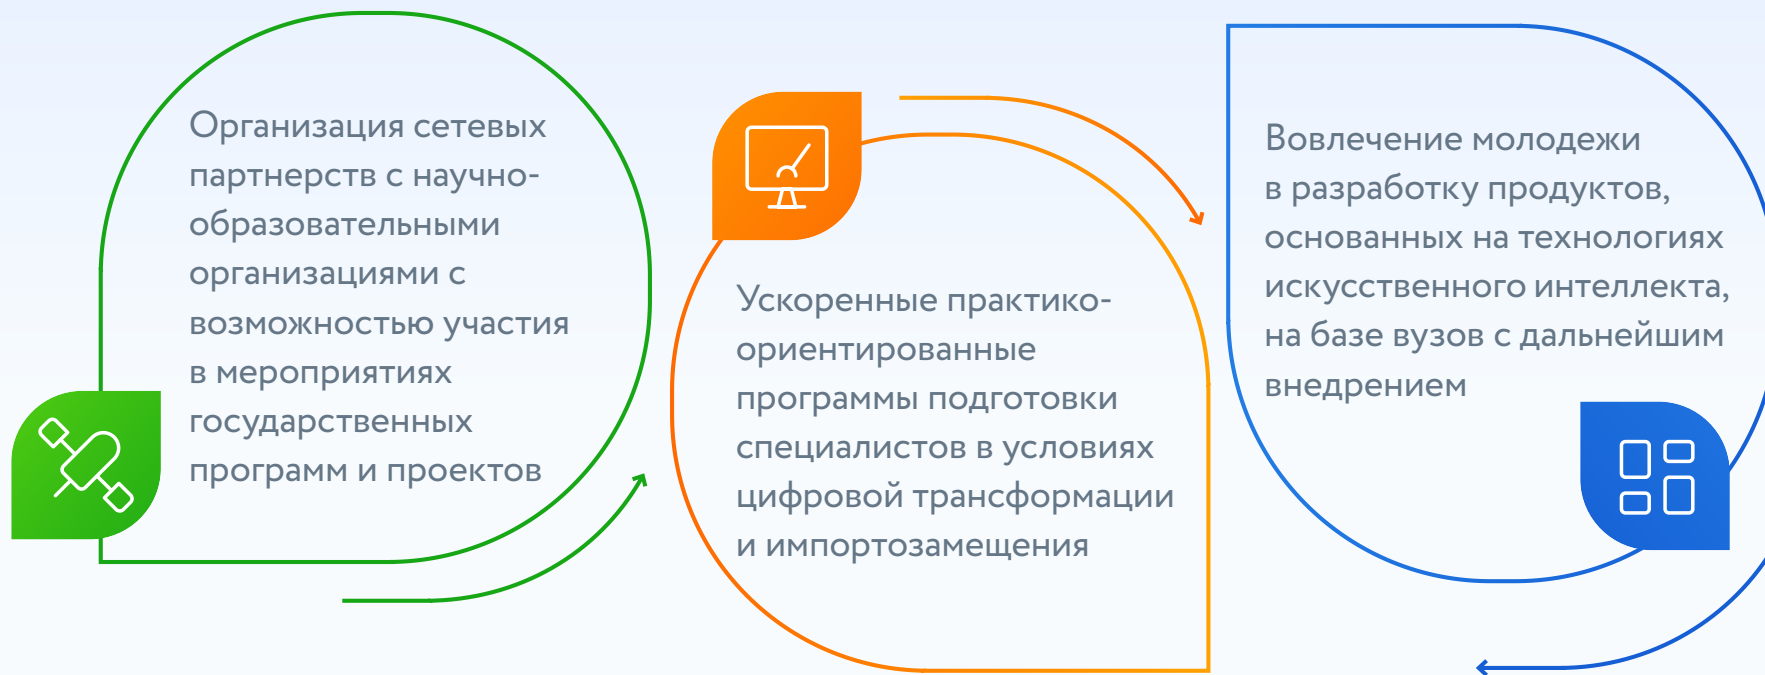 Организация сетевых
партнерств с научно-
образовательными
организациями с
возможностью участия
в мероприятиях
государственных
программ и проектов
Ускоренные практико-
ориентированные
программы подготовки
специалистов в условиях
цифровой трансформации
и импортозамещения
Вовлечение молодежи
в разработку продуктов,
основанных на технологиях
искусственного интеллекта,
на базе вузов с дальнейшим
внедрением